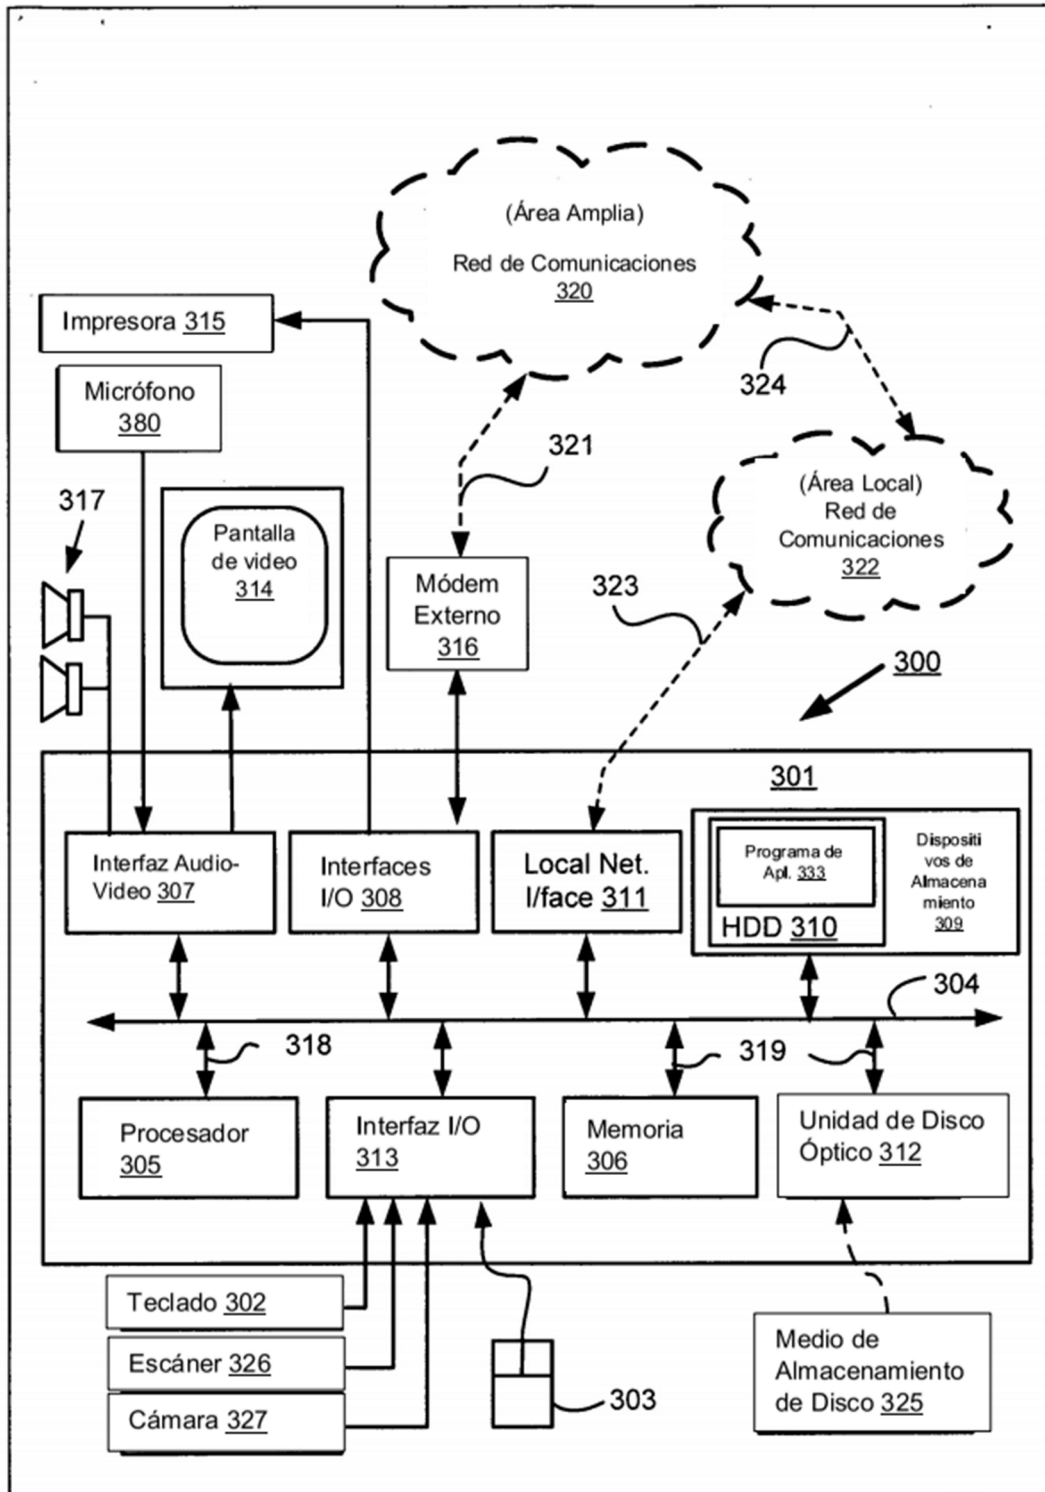 (Área Amplia)
Red de Comunicaciones
320
Impresora 315
324
Micrófono
380
321
(Área Local)
Red de
Comunicaciones
322
317
Pantalla
de video
314
Módem
Externo
316
323
300
301
Interfaz Audio-
Video 307
Interfaces
I/O 308
Local Net.
I/face 311
Programa de
Apl. 333
HDD 310
Dispositi
vos de
Almacena
miento
309
304
318
319
Procesador
305
Interfaz I/O
313
Memoria
306
Unidad de Disco
Óptico 312
Teclado 302
Escáner 326
Cámara 327
303
Medio de
Almacenamiento
de Disco 325